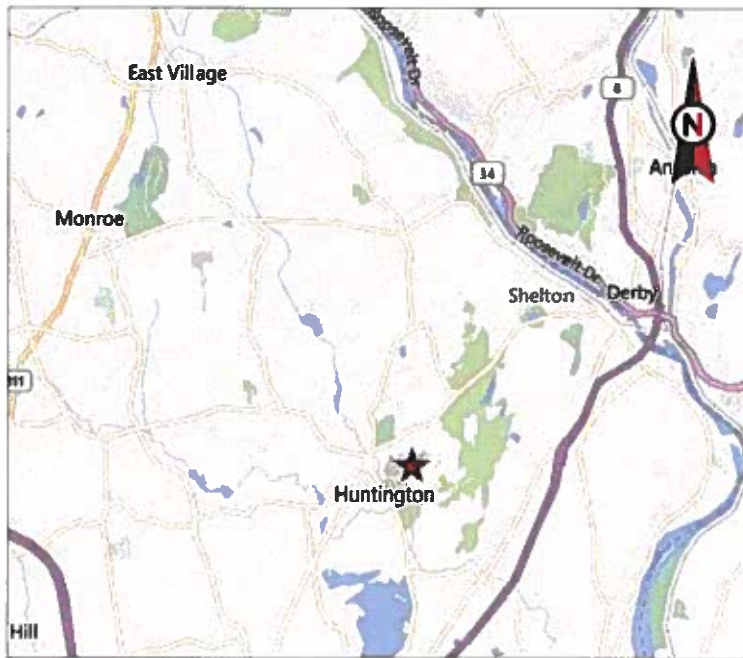 Roosevelt Dr
East Village
8
N
34
Monroe
Roosevelt-Dr
Shelton
Derby
111
Huntington
Hill